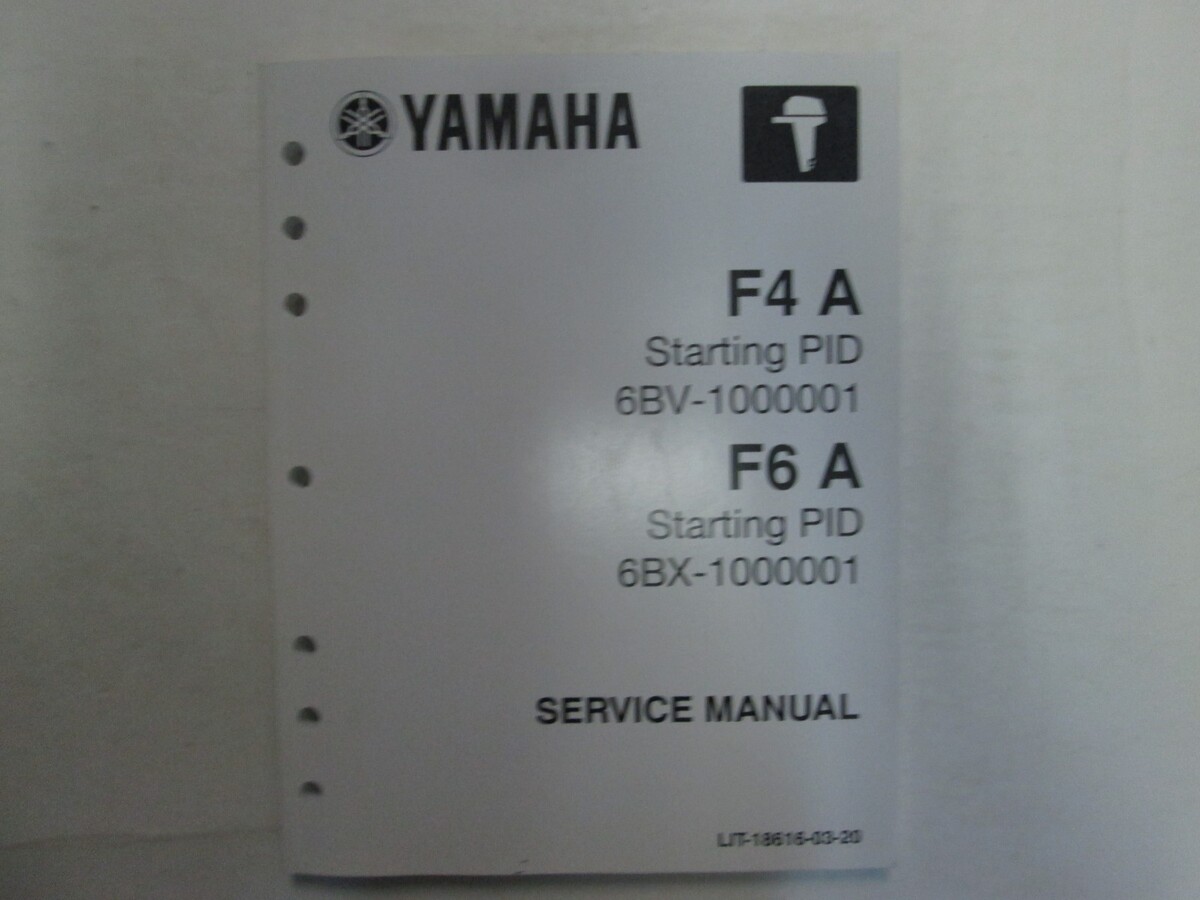 YAMAHA
F4 A
Starting PID
6BV-1000001
F6 A
Starting PID
6BX-1000001
SERVICE MANUAL
LIT-18616-03-20